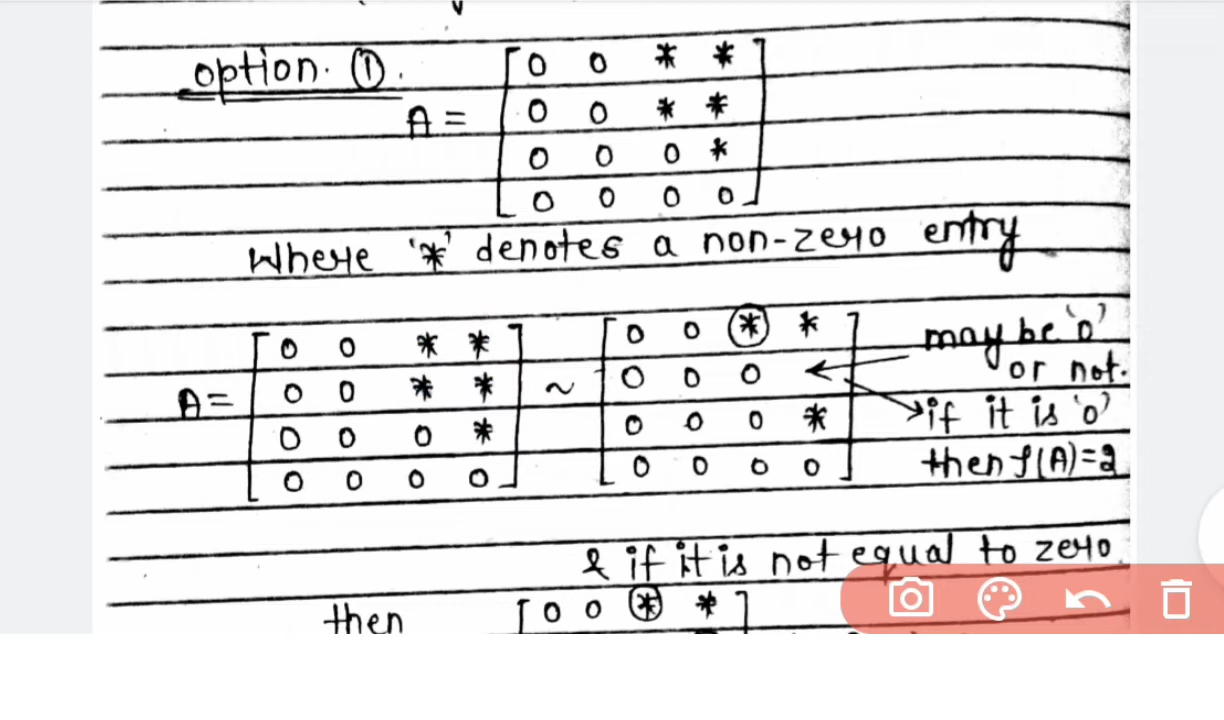 option. ①.
A = [ 0 0 * *
0 0 * *
0 0 0 *
0 0 0 0 ]
Where '*' denotes a non-zero entry
A = [ 0 0 * *
0 0 * *
0 0 0 *
0 0 0 0 ] ~ [ 0 0 * *
0 0 0
0 0 0 *
0 0 0 0 ]
may be '0'
or not.
if it is '0'
then ρ(A)=2
& if it is not equal to zero
then [ 0 0 * * ]